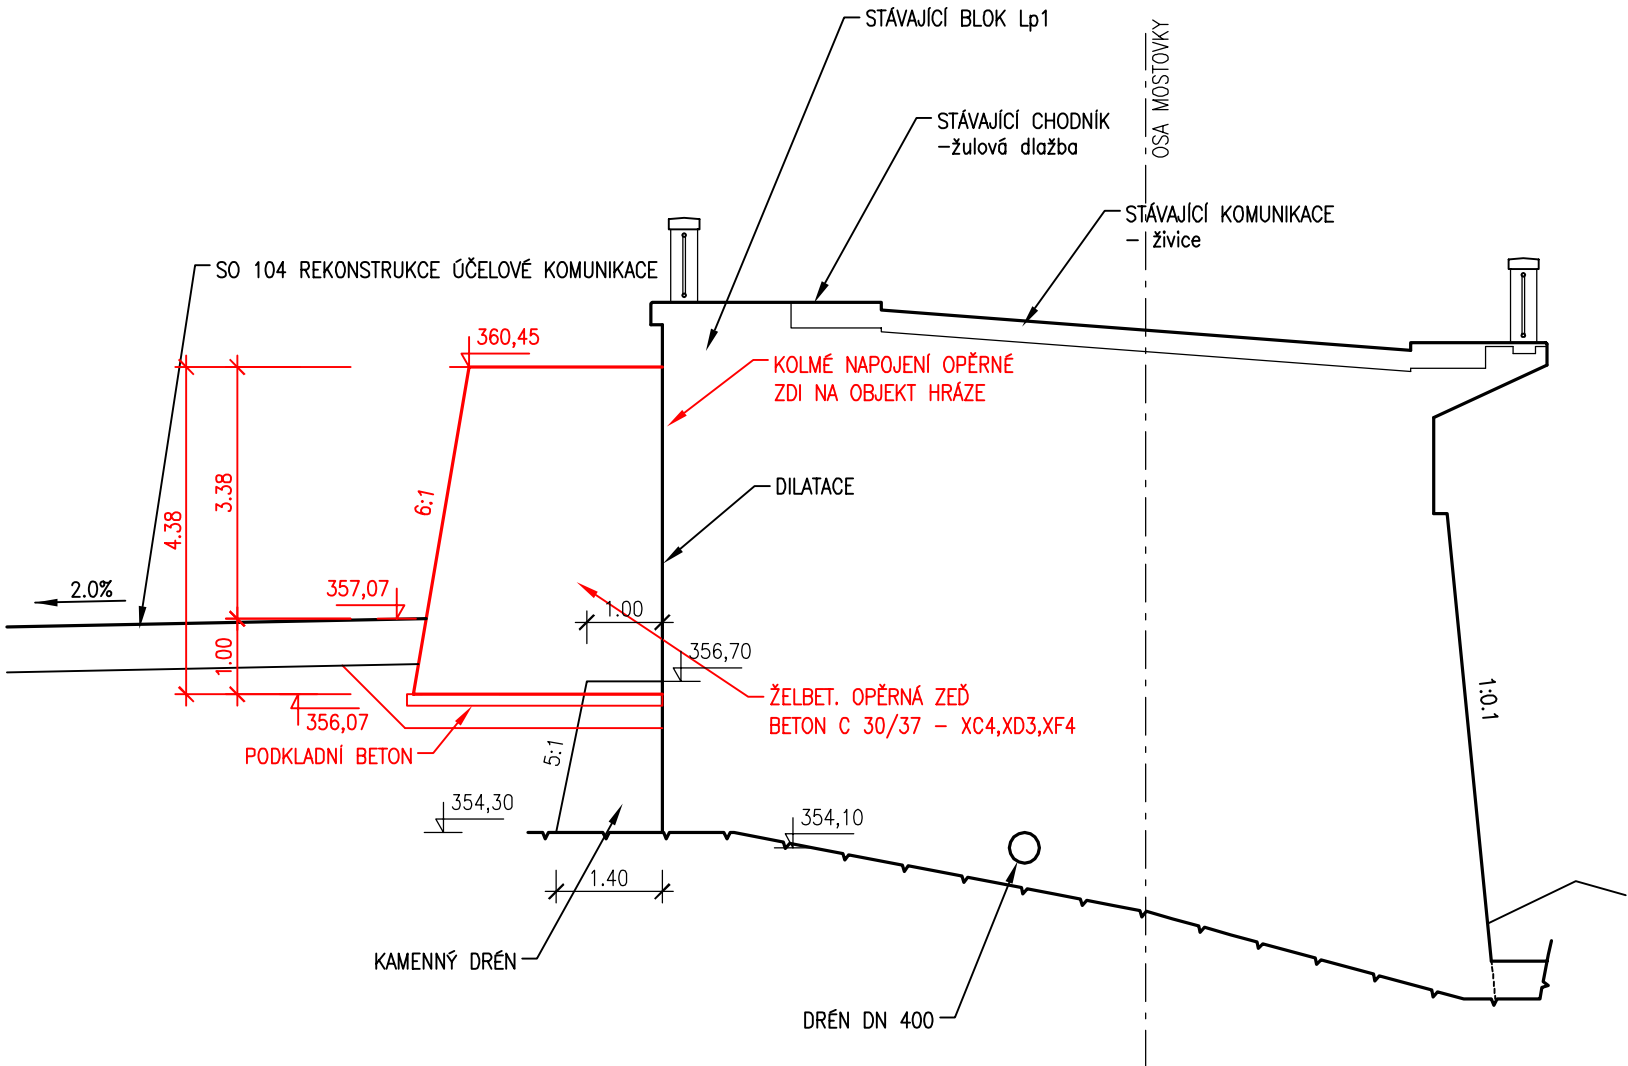 STÁVAJÍCÍ BLOK Lp1
OSA MOSTOVKY
STÁVAJÍCÍ CHODNÍK
-žulová dlažba
STÁVAJÍCÍ KOMUNIKACE
- živice
SO 104 REKONSTRUKCE ÚČELOVÉ KOMUNIKACE
360,45
KOLMÉ NAPOJENÍ OPĚRNÉ
ZDI NA OBJEKT HRÁZE
4.38
3.38
6:1
DILATACE
2.0%
357,07
1.00
1.00
356,70
ŽELBET. OPĚRNÁ ZEĎ
BETON C 30/37 - XC4,XD3,XF4
356,07
PODKLADNÍ BETON
5:1
1:0.1
354,30
354,10
1.40
KAMENNÝ DRÉN
DRÉN DN 400